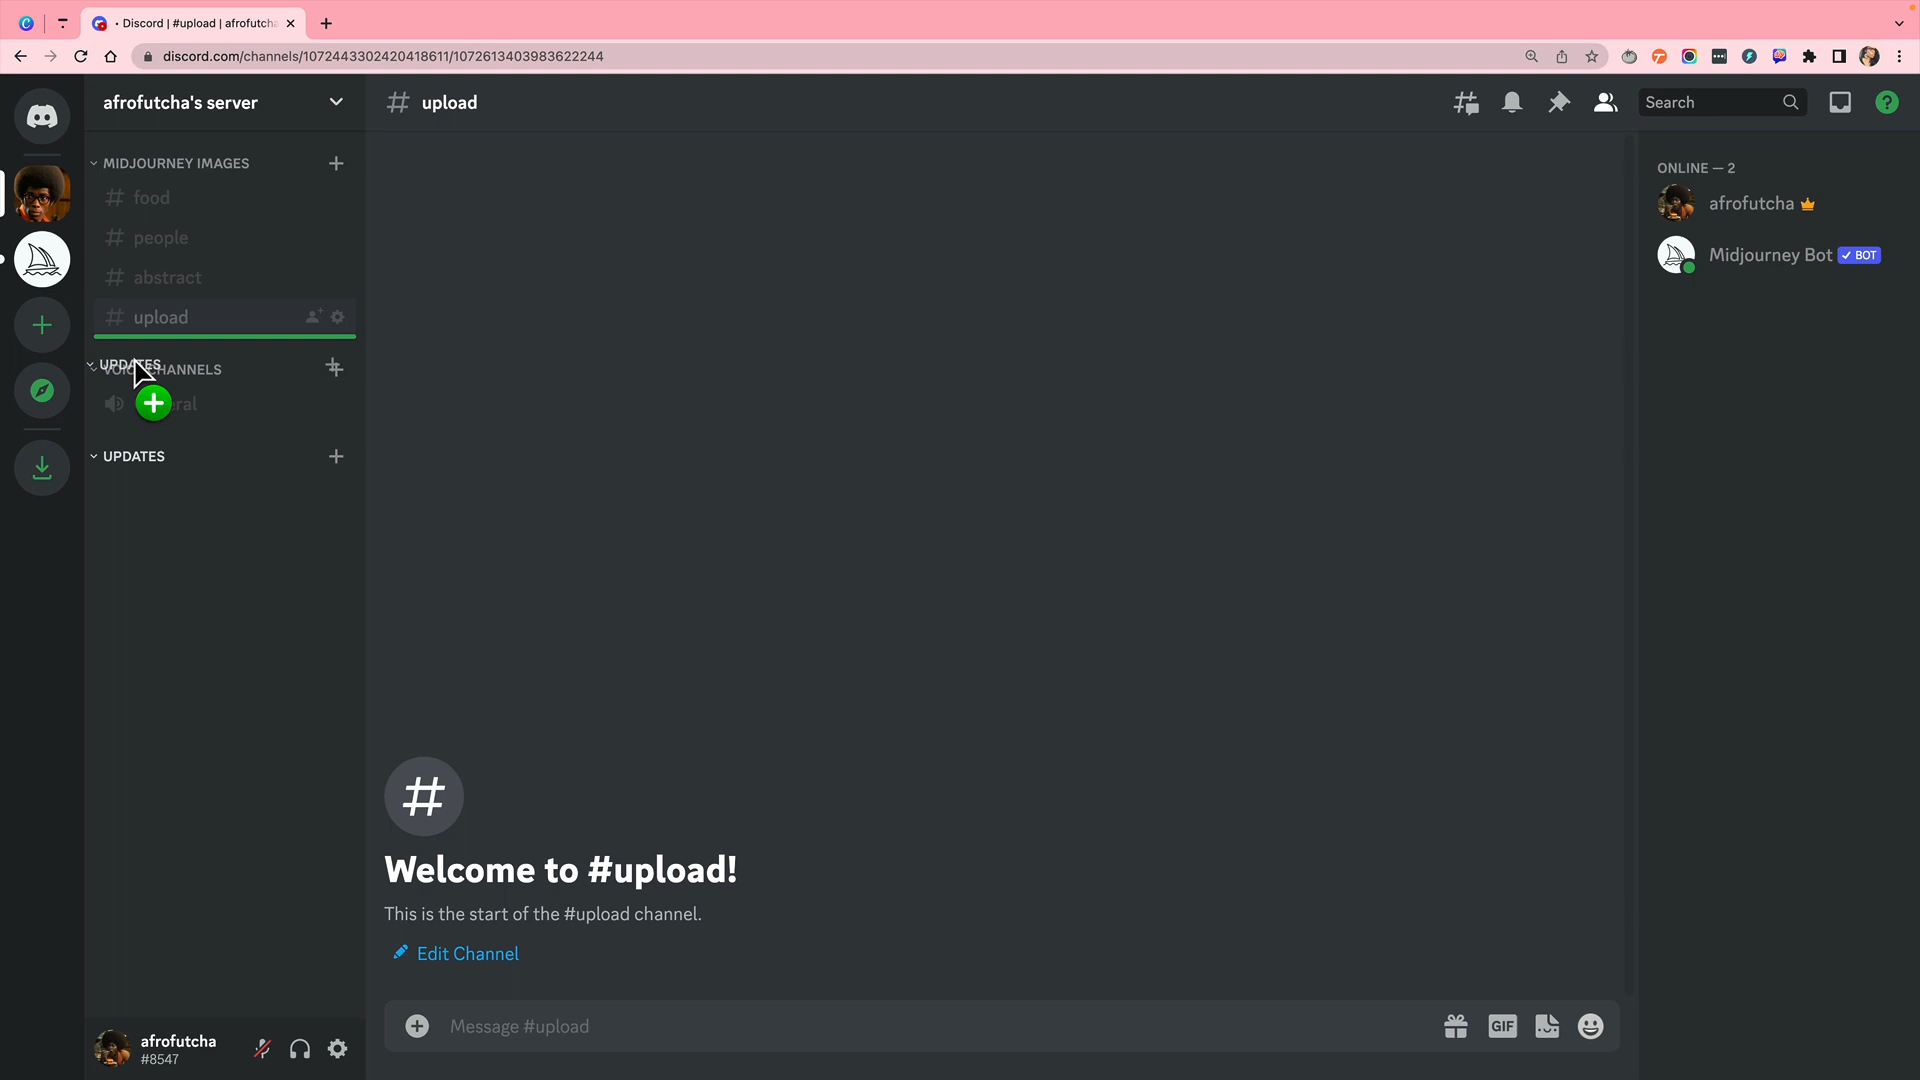 • Discord | #upload | afrofutcha
discord.com/channels/1072443302420418611/1072613403983622244
afrofutcha's server
# upload
Search
MIDJOURNEY IMAGES
# food
# people
# abstract
# upload
UPDATES
CHANNELS
UPDATES
ONLINE — 2
afrofutcha
Midjourney Bot ✓ BOT
#
Welcome to #upload!
This is the start of the #upload channel.
Edit Channel
Message #upload
GIF
afrofutcha
#8547